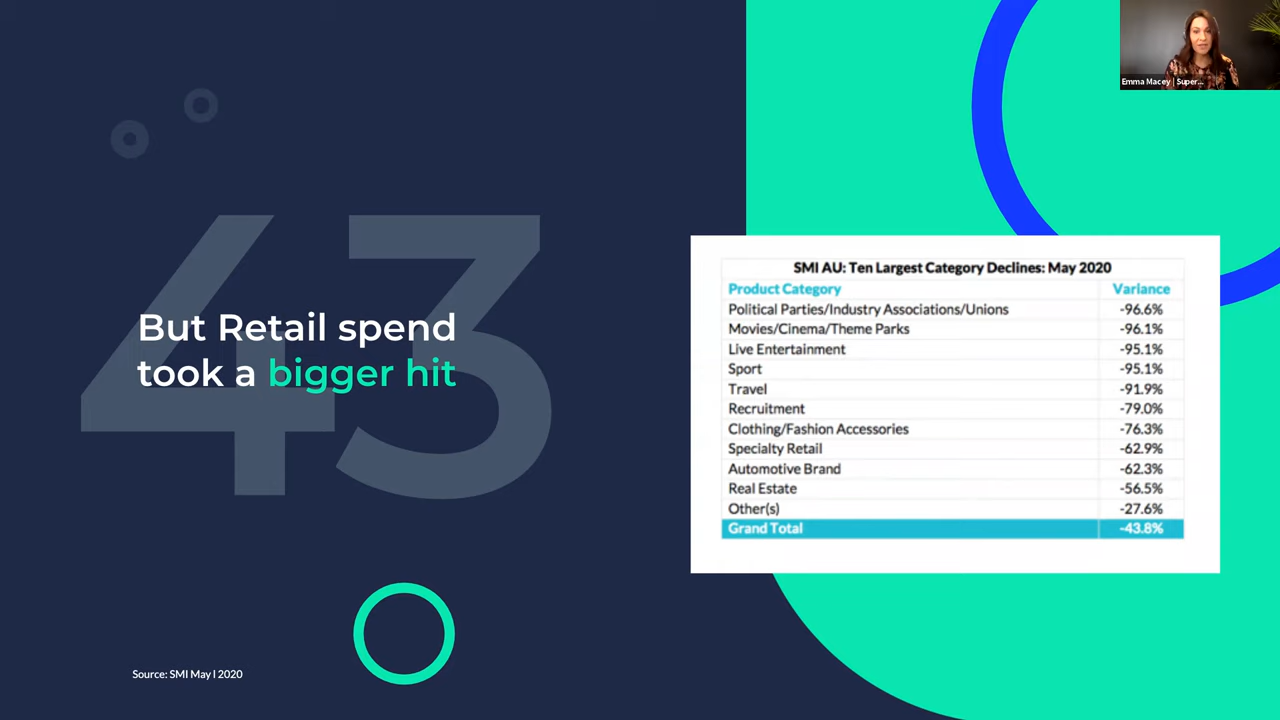 43
But Retail spend
took a bigger hit
Source: SMI May | 2020
Emma Macey | Super...
SMI AU: Ten Largest Category Declines: May 2020
Product Category Variance
Political Parties/Industry Associations/Unions -96.6%
Movies/Cinema/Theme Parks -96.1%
Live Entertainment -95.1%
Sport -95.1%
Travel -91.9%
Recruitment -79.0%
Clothing/Fashion Accessories -76.3%
Specialty Retail -62.9%
Automotive Brand -62.3%
Real Estate -56.5%
Other(s) -27.6%
Grand Total -43.8%